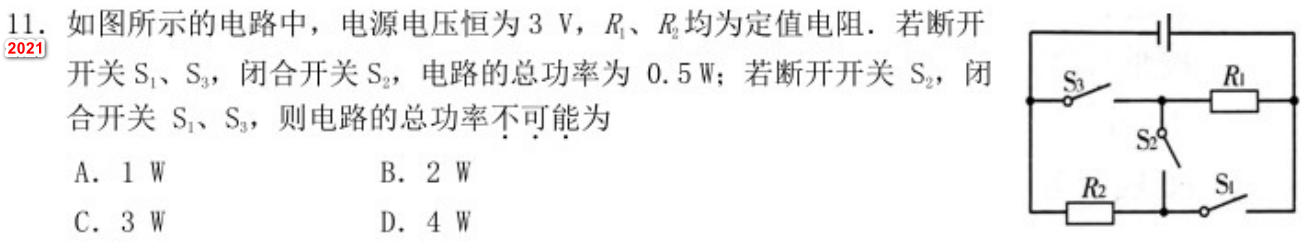 11. 如图所示的电路中，电源电压恒为 3 V，R₁、R₂均为定值电阻．若断开
2021
开关 S₁、S₃，闭合开关 S₂，电路的总功率为 0.5 W；若断开开关 S₂，闭
合开关 S₁、S₃，则电路的总功率不可能为
A．1 W B．2 W
C．3 W D．4 W
S₃ R₁
S₂
R₂ S₁